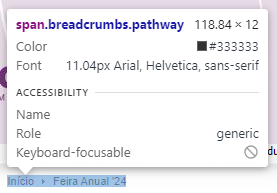 span.breadcrumbs.pathway 118.84 × 12
Color #333333
Font 11.04px Arial, Helvetica, sans-serif
ACCESSIBILITY
Name
Role generic
Keyboard-focusable
Início › Feira Anual '24